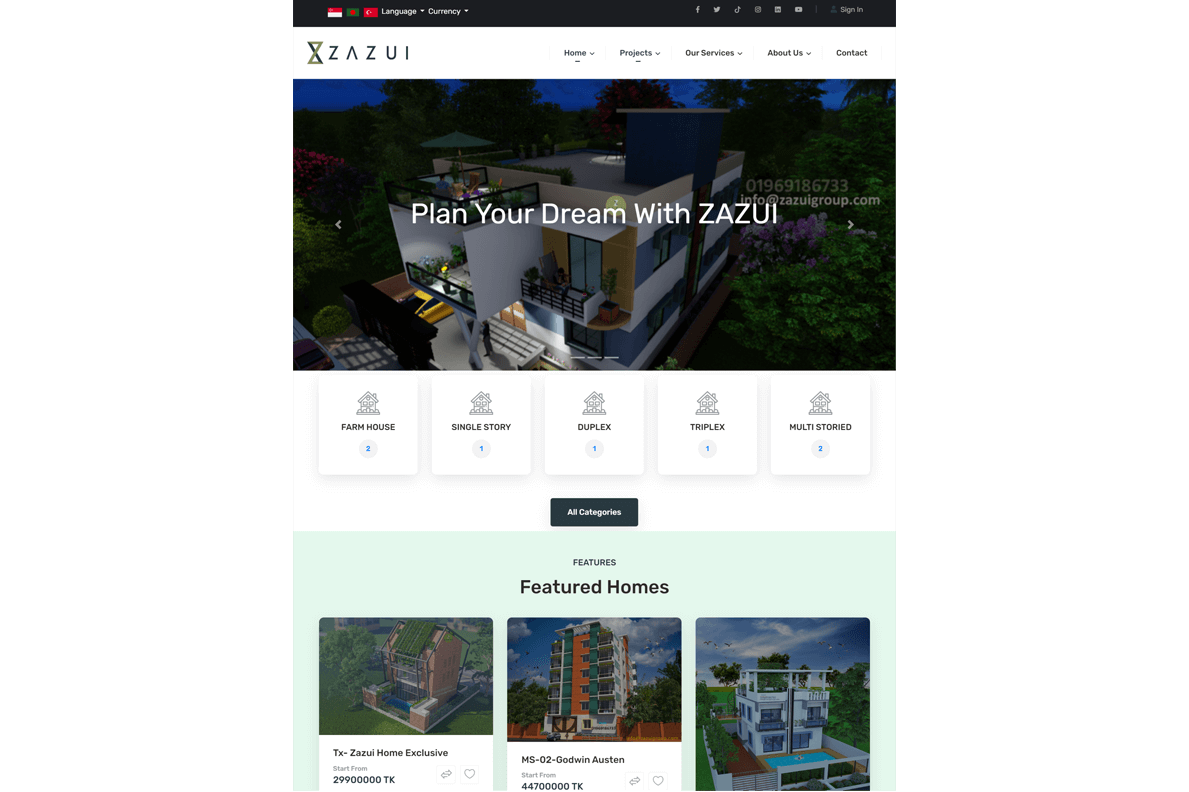 Language Currency
Sign In
ZAZUI
Home Projects Our Services About Us Contact
01969186733
info@zazuigroup.com
Plan Your Dream With ZAZUI
FARM HOUSE
2
SINGLE STORY
1
DUPLEX
1
TRIPLEX
1
MULTI STORIED
2
All Categories
FEATURES
Featured Homes
Tx- Zazui Home Exclusive
Start From
29900000 TK
MS-02-Godwin Austen
Start From
44700000 TK